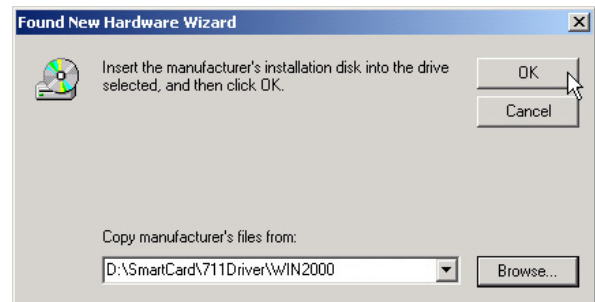 Found New Hardware Wizard
Insert the manufacturer's installation disk into the drive
selected, and then click OK.
OK
Cancel
Copy manufacturer's files from:
D:\SmartCard\711Driver\WIN2000
Browse...